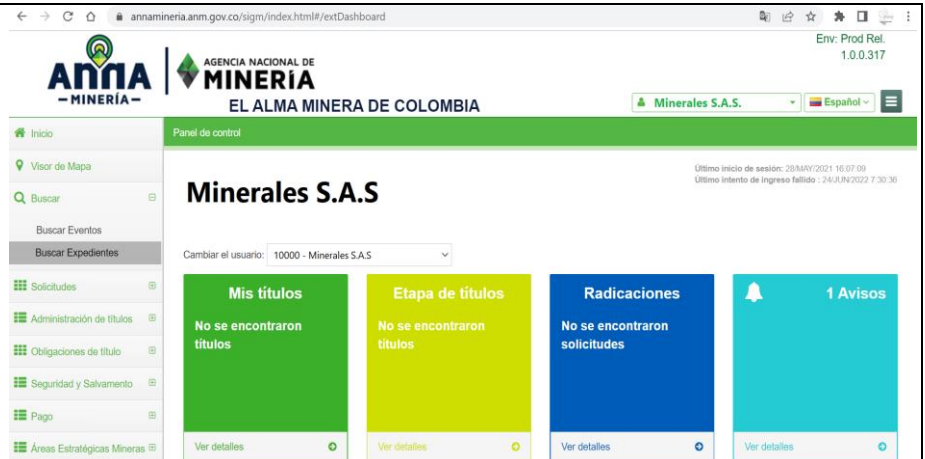 annamineria.anm.gov.co/sigm/index.html#/extDashboard
Env: Prod Rel.
1.0.0.317
AnnA
MINERÍA
AGENCIA NACIONAL DE
MINERÍA
EL ALMA MINERA DE COLOMBIA
Minerales S.A.S.
Español
Inicio
Panel de control
Visor de Mapa
Último inicio de sesión: 28/MAY/2021 16:07:09
Último intento de ingreso fallido : 24/JUN/2022 7:30:36
Buscar
Minerales S.A.S
Buscar Eventos
Buscar Expedientes
Cambiar el usuario: 10000 - Minerales S.A.S
Solicitudes
Administración de títulos
Obligaciones de título
Seguridad y Salvamento
Pago
Áreas Estratégicas Mineras
Mis títulos
No se encontraron
títulos
Ver detalles
Etapa de títulos
No se encontraron
títulos
Ver detalles
Radicaciones
No se encontraron
solicitudes
Ver detalles
1 Avisos
Ver detalles